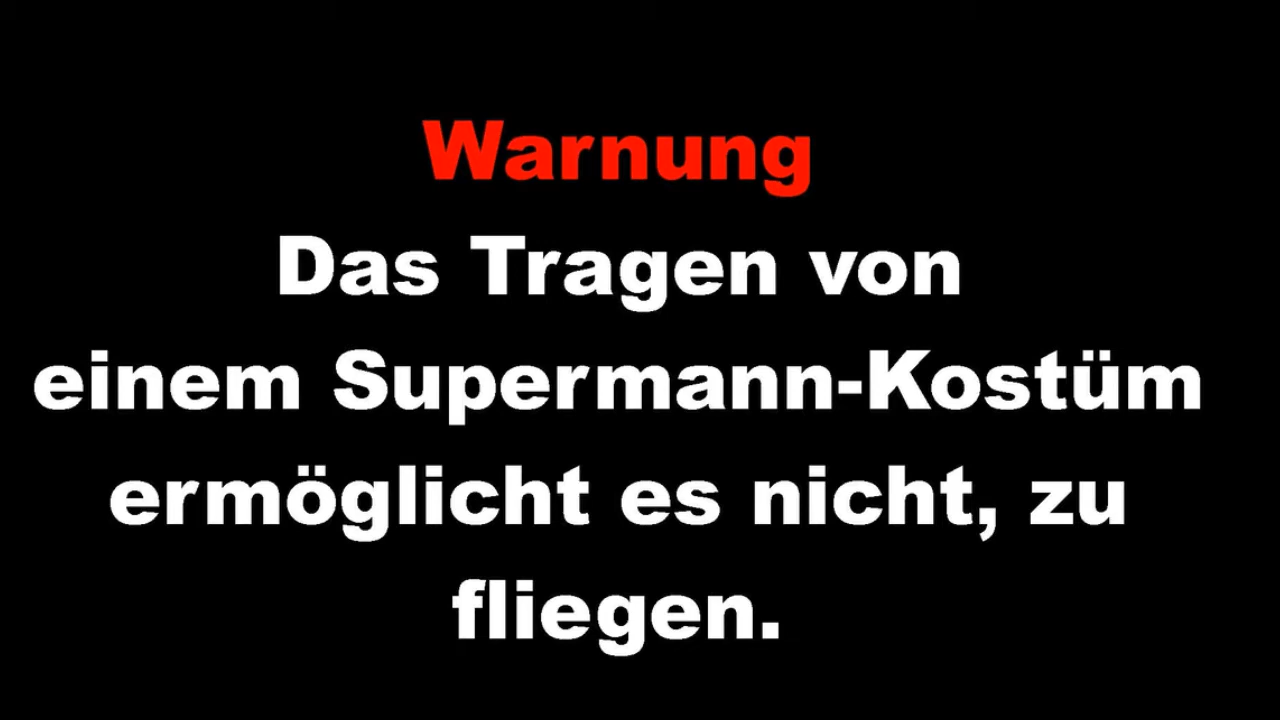 Warnung
Das Tragen von
einem Supermann-Kostüm
ermöglicht es nicht, zu
fliegen.